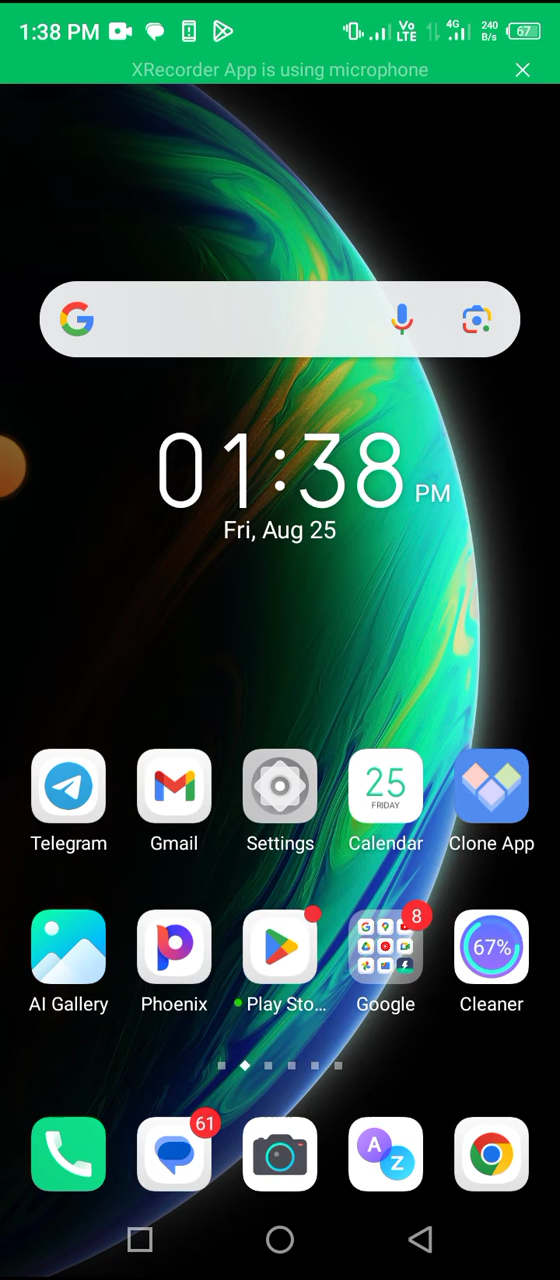 1:38 PM
Vo
LTE
4G
240
B/s
67
XRecorder App is using microphone
01:38 PM
Fri, Aug 25
25
FRIDAY
Telegram
Gmail
Settings
Calendar
Clone App
8
67%
AI Gallery
Phoenix
Play Sto...
Google
Cleaner
61
A
Z